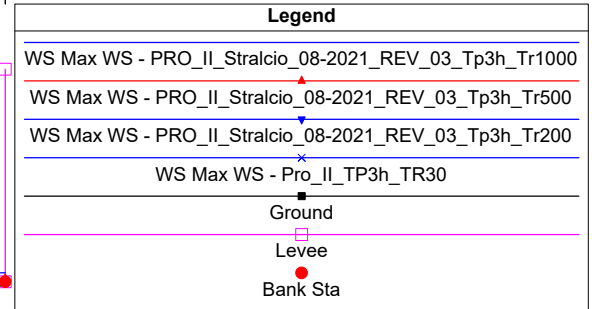 Legend
WS Max WS - PRO_II_Stralcio_08-2021_REV_03_Tp3h_Tr1000
WS Max WS - PRO_II_Stralcio_08-2021_REV_03_Tp3h_Tr500
WS Max WS - PRO_II_Stralcio_08-2021_REV_03_Tp3h_Tr200
WS Max WS - Pro_II_TP3h_TR30
Ground
Levee
Bank Sta